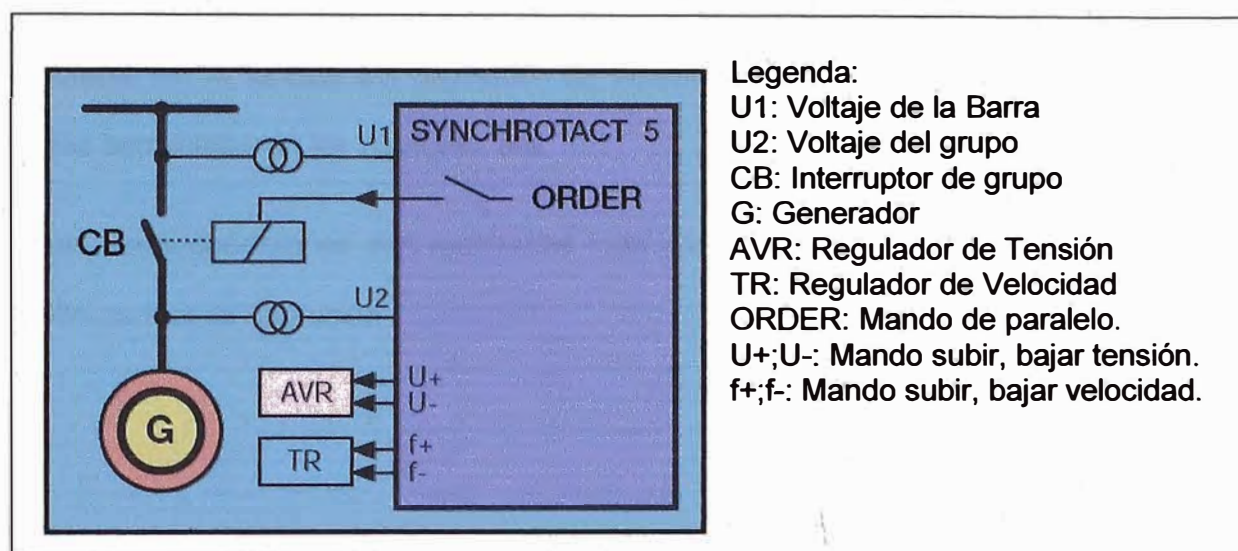 U1
SYNCHROTACT 5
ORDER
CB
U2
AVR
U+
U-
G
TR
f+
f-
Legenda:
U1: Voltaje de la Barra
U2: Voltaje del grupo
CB: Interruptor de grupo
G: Generador
AVR: Regulador de Tensión
TR: Regulador de Velocidad
ORDER: Mando de paralelo.
U+;U-: Mando subir, bajar tensión.
f+;f-: Mando subir, bajar velocidad.